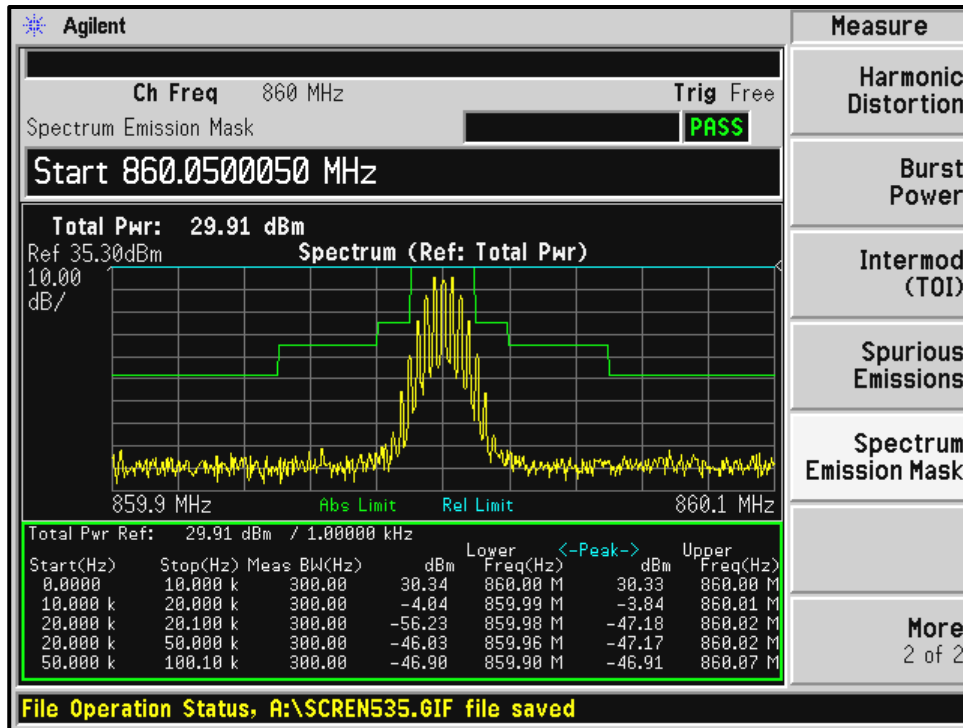 Agilent
Measure
Ch Freq 860 MHz Trig Free
Spectrum Emission Mask PASS
Start 860.0500050 MHz
Total Pwr: 29.91 dBm
Ref 35.30dBm Spectrum (Ref: Total Pwr)
10.00
dB/
859.9 MHz Abs Limit Rel Limit 860.1 MHz
Total Pwr Ref: 29.91 dBm / 1.00000 kHz
Lower <-Peak-> Upper
Start(Hz) Stop(Hz) Meas BW(Hz) dBm Freq(Hz) dBm Freq(Hz)
0.0000 10.000 k 300.00 30.34 860.00 M 30.33 860.00 M
10.000 k 20.000 k 300.00 -4.04 859.99 M -3.84 860.01 M
20.000 k 20.100 k 300.00 -56.23 859.98 M -47.18 860.02 M
20.000 k 50.000 k 300.00 -46.03 859.96 M -47.17 860.02 M
50.000 k 100.10 k 300.00 -46.90 859.90 M -46.91 860.07 M
Harmonic
Distortion
Burst
Power
Intermod
(TOI)
Spurious
Emissions
Spectrum
Emission Mask
More
2 of 2
File Operation Status, A:\SCREN535.GIF file saved